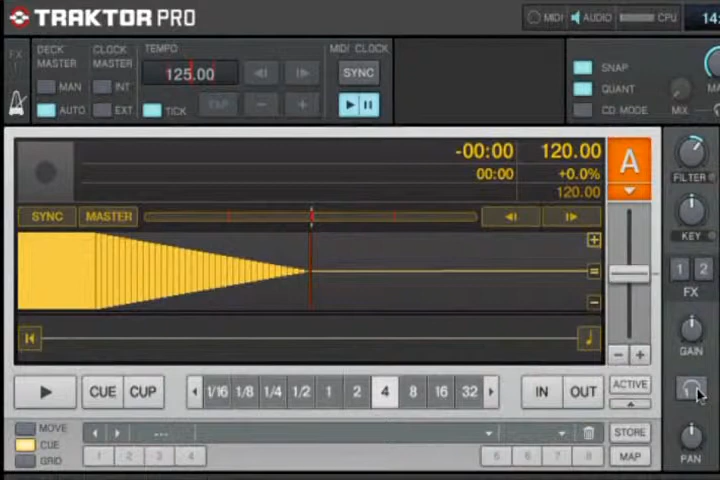 TRAKTOR PRO
MIDI AUDIO CPU 14:
FX
DECK MASTER
MAN
AUTO
CLOCK MASTER
INT
EXT
TEMPO
125.00
TICK
MIDI CLOCK
SYNC
SNAP
QUANT
CD MODE
MIX
-00:00 120.00
00:00 +0.0%
120.00
A
SYNC MASTER
FILTER
KEY
1 2
FX
GAIN
PAN
CUE CUP
1/16 1/8 1/4 1/2 1 2 4 8 16 32
IN OUT
ACTIVE
MOVE
CUE
GRID
---
STORE
MAP
1 2 3 4 5 6 7 8